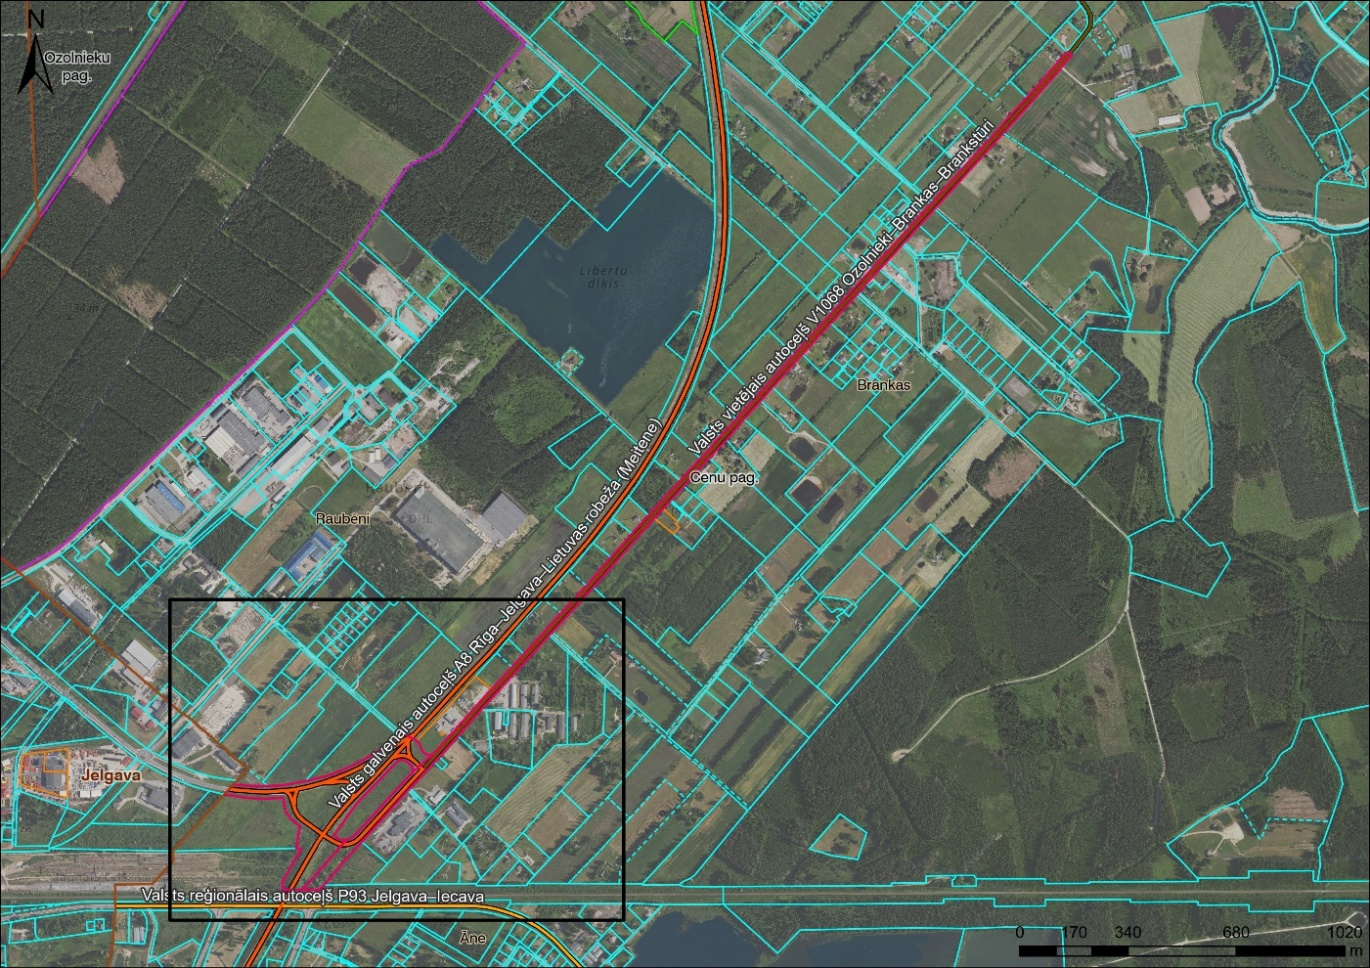 N
Ozolnieku
pag.
Valsts vietējais autoceļš V1068 Ozolnieki–Brankas–Brankstūri
Libertu
dīķis
Brankas
Valsts galvenais autoceļš A8 Rīga–Jelgava–Lietuvas robeža (Meitene)
Cenu pag.
Raubēni
Jelgava
Valsts reģionālais autoceļš P93 Jelgava–Iecava
Āne
0 170 340 680 1020
m